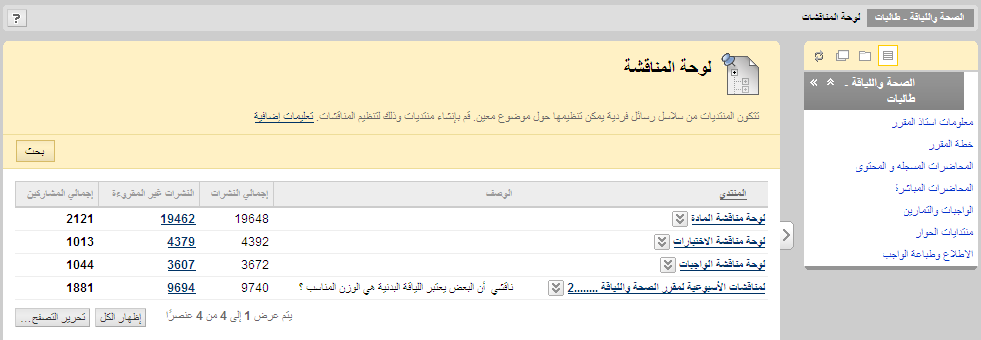 الصحة واللياقة - طالبات لوحة المناقشات
?
الصحة واللياقة -
طالبات
معلومات استاذ المقرر
خطة المقرر
المحاضرات المسجله و المحتوى
المحاضرات المباشرة
الواجبات والتمارين
منتديات الحوار
الاطلاع وطباعة الواجب
لوحة المناقشة
تتكون المنتديات من سلاسل رسائل فردية يمكن تنظيمها حول موضوع معين. قم بإنشاء منتديات وذلك لتنظيم المناقشات. تعليمات إضافية
بحث
المنتدى الوصف إجمالي النشرات النشرات غير المقروءة إجمالي المشاركين
لوحة مناقشة المادة 19648 19462 2121
لوحة مناقشة الاختبارات 4392 4379 1013
لوحة مناقشة الواجبات 3672 3607 1044
لمناقشات الأسبوعية لمقرر الصحة واللياقة ........2 ناقشي أن البعض يعتبر اللياقة البدنية هي الوزن المناسب ؟ 9740 9694 1881
يتم عرض 1 إلى 4 من 4 عنصرًا إظهار الكل تحرير التصفح...